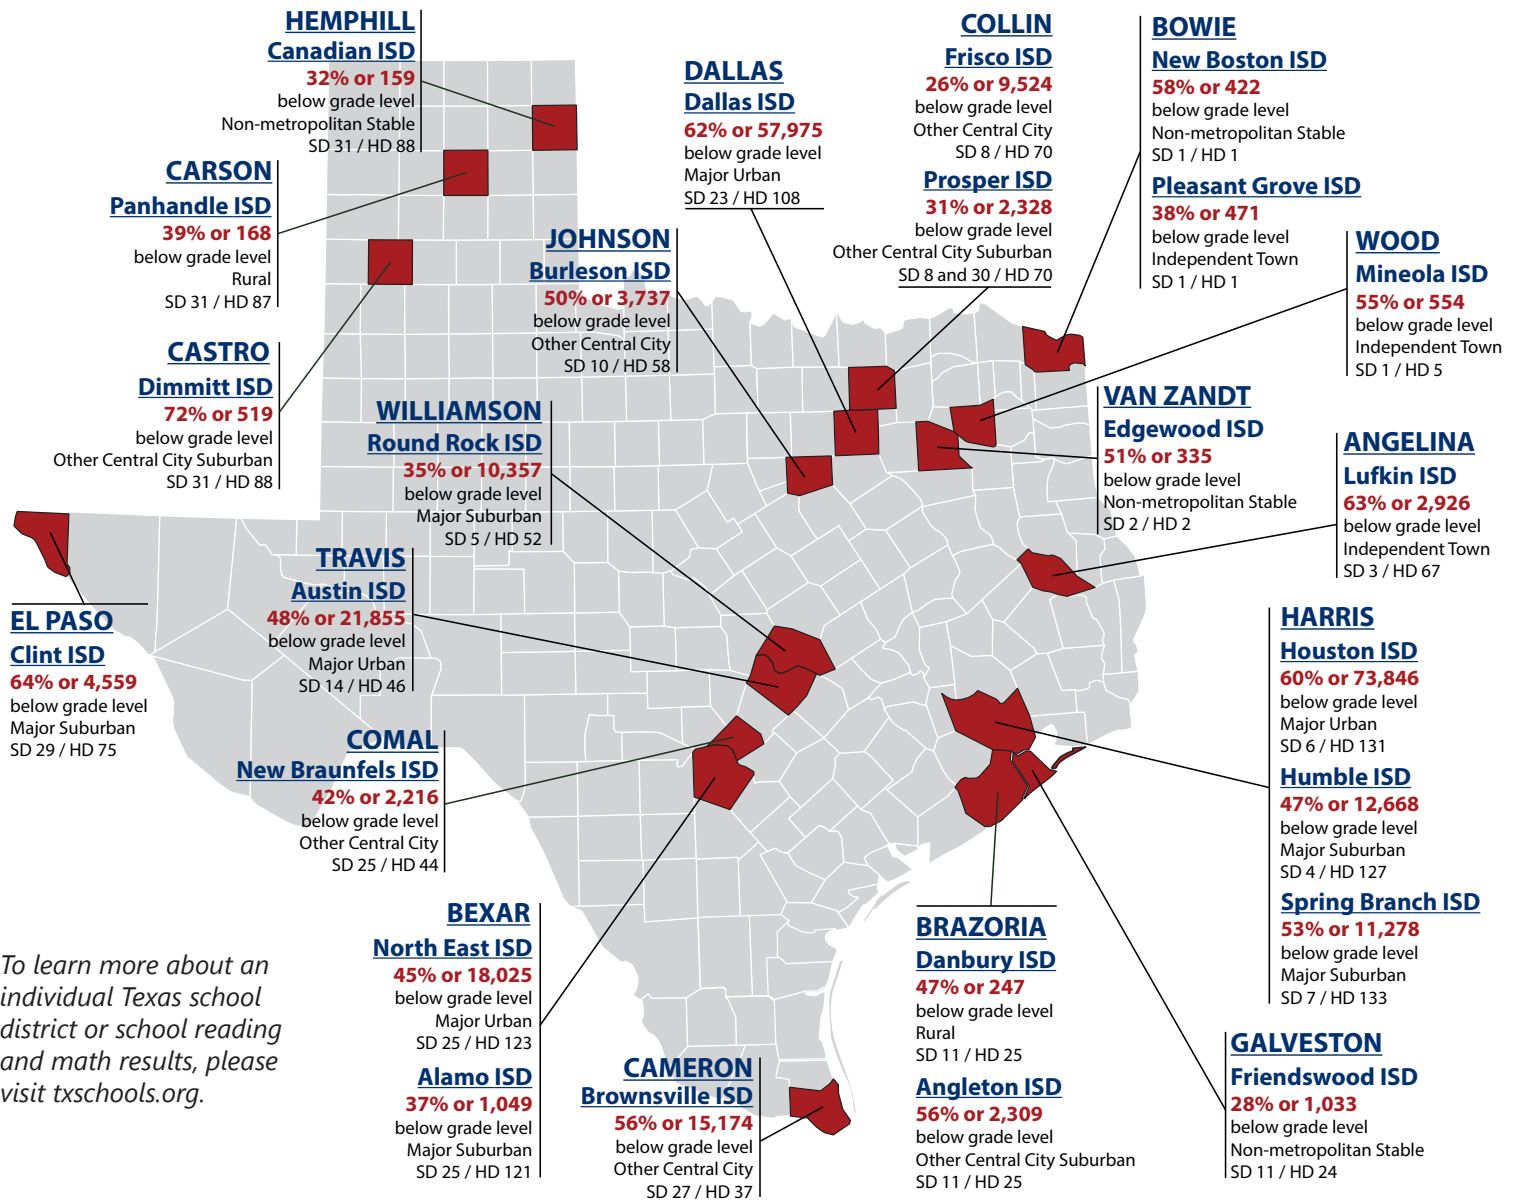 HEMPHILL
Canadian ISD
32% or 159
below grade level
Non-metropolitan Stable
SD 31 / HD 88
CARSON
Panhandle ISD
39% or 168
below grade level
Rural
SD 31 / HD 87
CASTRO
Dimmitt ISD
72% or 519
below grade level
Other Central City Suburban
SD 31 / HD 88
DALLAS
Dallas ISD
62% or 57,975
below grade level
Major Urban
SD 23 / HD 108
COLLIN
Frisco ISD
26% or 9,524
below grade level
Other Central City
SD 8 / HD 70
Prosper ISD
31% or 2,328
below grade level
Other Central City Suburban
SD 8 and 30 / HD 70
BOWIE
New Boston ISD
58% or 422
below grade level
Non-metropolitan Stable
SD 1 / HD 1
Pleasant Grove ISD
38% or 471
below grade level
Independent Town
SD 1 / HD 1
JOHNSON
Burleson ISD
50% or 3,737
below grade level
Other Central City
SD 10 / HD 58
WOOD
Mineola ISD
55% or 554
below grade level
Independent Town
SD 1 / HD 5
VAN ZANDT
Edgewood ISD
51% or 335
below grade level
Non-metropolitan Stable
SD 2 / HD 2
WILLIAMSON
Round Rock ISD
35% or 10,357
below grade level
Major Suburban
SD 5 / HD 52
ANGELINA
Lufkin ISD
63% or 2,926
below grade level
Independent Town
SD 3 / HD 67
TRAVIS
Austin ISD
48% or 21,855
below grade level
Major Urban
SD 14 / HD 46
EL PASO
Clint ISD
64% or 4,559
below grade level
Major Suburban
SD 29 / HD 75
HARRIS
Houston ISD
60% or 73,846
below grade level
Major Urban
SD 6 / HD 131
Humble ISD
47% or 12,668
below grade level
Major Suburban
SD 4 / HD 127
Spring Branch ISD
53% or 11,278
below grade level
Major Suburban
SD 7 / HD 133
COMAL
New Braunfels ISD
42% or 2,216
below grade level
Other Central City
SD 25 / HD 44
BEXAR
North East ISD
45% or 18,025
below grade level
Major Urban
SD 25 / HD 123
Alamo ISD
37% or 1,049
below grade level
Major Suburban
SD 25 / HD 121
BRAZORIA
Danbury ISD
47% or 247
below grade level
Rural
SD 11 / HD 25
Angleton ISD
56% or 2,309
below grade level
Other Central City Suburban
SD 11 / HD 25
CAMERON
Brownsville ISD
56% or 15,174
below grade level
Other Central City
SD 27 / HD 37
GALVESTON
Friendswood ISD
28% or 1,033
below grade level
Non-metropolitan Stable
SD 11 / HD 24
To learn more about an
individual Texas school
district or school reading
and math results, please
visit txschools.org.